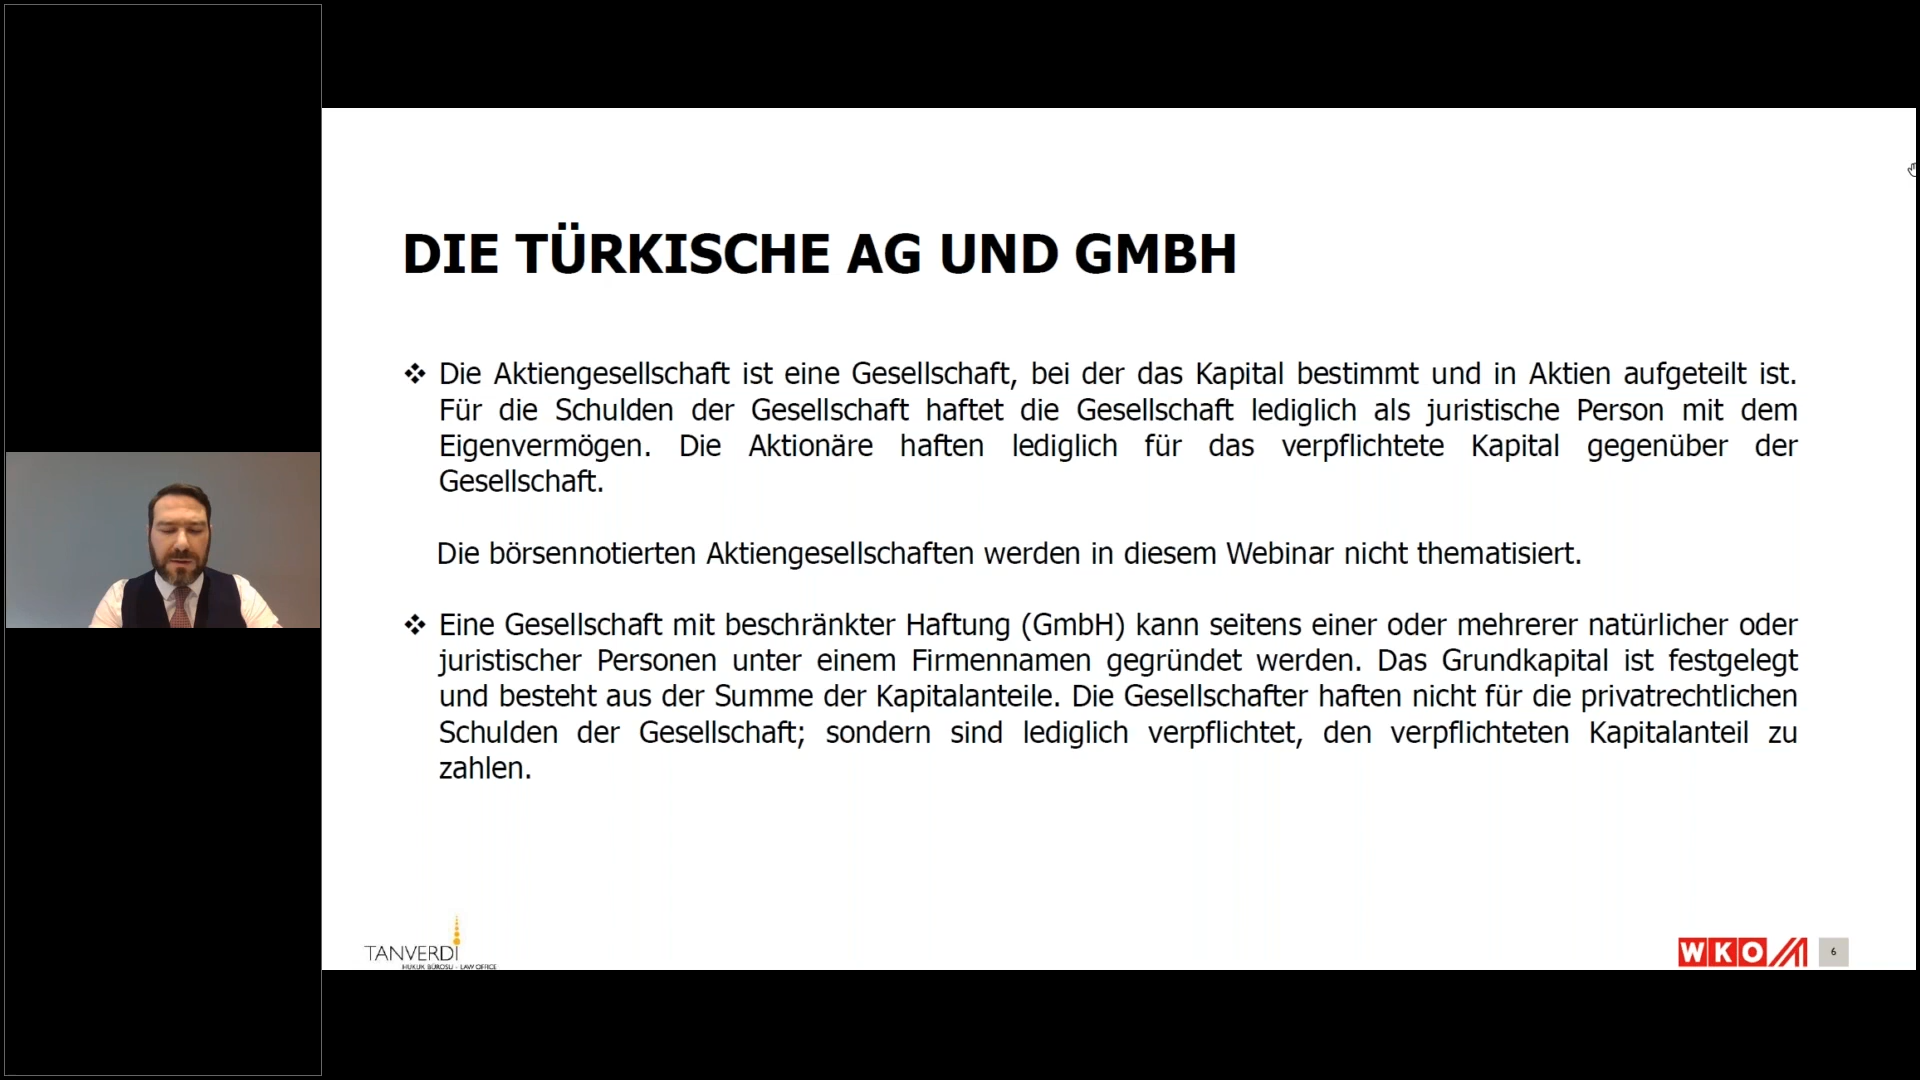 DIE TÜRKISCHE AG UND GMBH
❖ Die Aktiengesellschaft ist eine Gesellschaft, bei der das Kapital bestimmt und in Aktien aufgeteilt ist.
Für die Schulden der Gesellschaft haftet die Gesellschaft lediglich als juristische Person mit dem
Eigenvermögen. Die Aktionäre haften lediglich für das verpflichtete Kapital gegenüber der
Gesellschaft.
Die börsennotierten Aktiengesellschaften werden in diesem Webinar nicht thematisiert.
❖ Eine Gesellschaft mit beschränkter Haftung (GmbH) kann seitens einer oder mehrerer natürlicher oder
juristischer Personen unter einem Firmennamen gegründet werden. Das Grundkapital ist festgelegt
und besteht aus der Summe der Kapitalanteile. Die Gesellschafter haften nicht für die privatrechtlichen
Schulden der Gesellschaft; sondern sind lediglich verpflichtet, den verpflichteten Kapitalanteil zu
zahlen.
TANVERDİ
HUKUK BÜROSU - LAW OFFICE
WKO
6